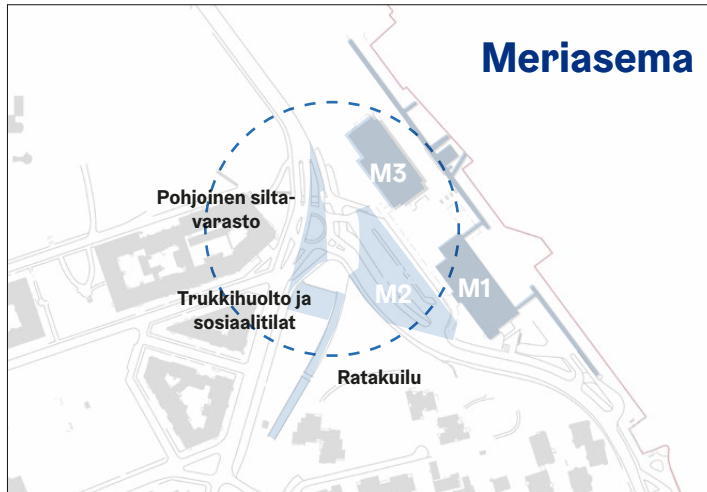 Meriasema
M3
Pohjoinen silta-
varasto
M2
M1
Trukkihuolto ja
sosiaalitilat
Ratakuilu